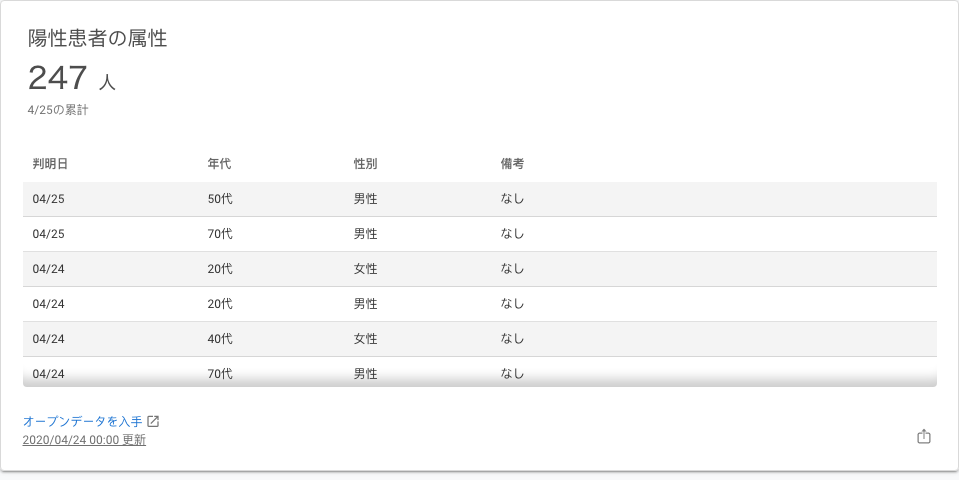 陽性患者の属性
247 人
4/25の累計
判明日 年代 性別 備考
04/25 50代 男性 なし
04/25 70代 男性 なし
04/24 20代 女性 なし
04/24 20代 男性 なし
04/24 40代 女性 なし
04/24 70代 男性 なし
オープンデータを入手
2020/04/24 00:00 更新